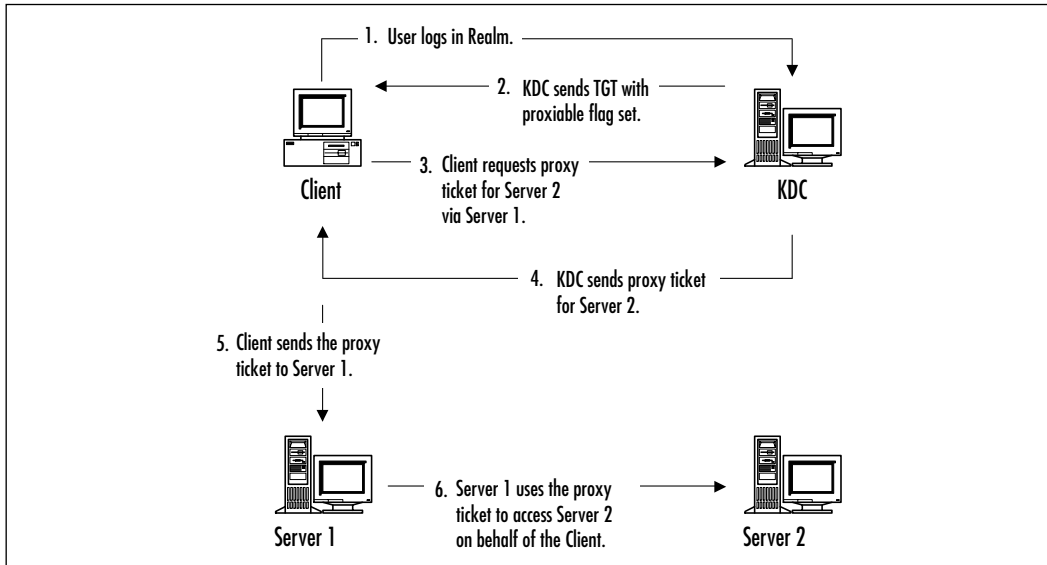 1. User logs in Realm.
2. KDC sends TGT with
proxiable flag set.
3. Client requests proxy
ticket for Server 2
via Server 1.
Client
KDC
4. KDC sends proxy ticket
for Server 2.
5. Client sends the proxy
ticket to Server 1.
6. Server 1 uses the proxy
ticket to access Server 2
on behalf of the Client.
Server 1
Server 2